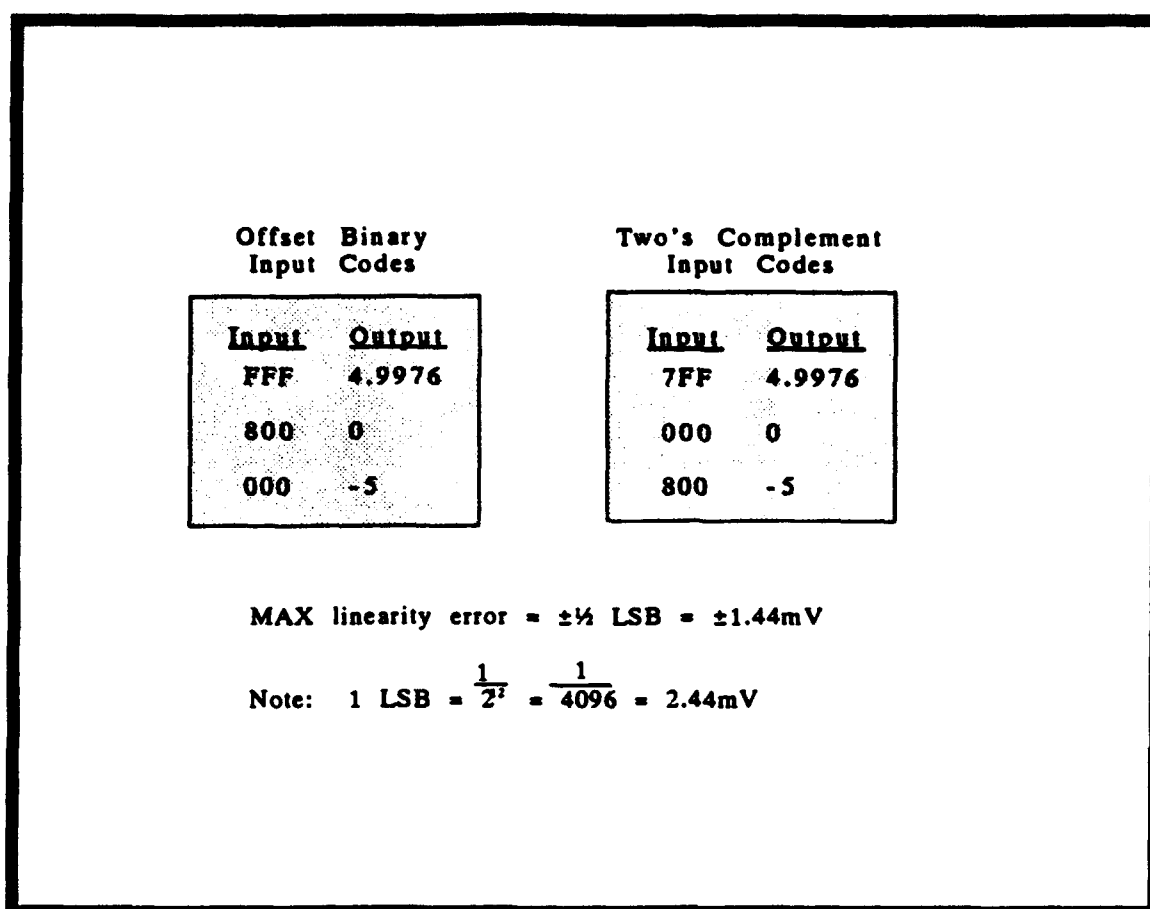 Offset Binary
Input Codes
Input Output
FFF 4.9976
800 0
000 -5
Two's Complement
Input Codes
Input Output
7FF 4.9976
000 0
800 -5
MAX linearity error = ±½ LSB = ±1.44mV
Note: 1 LSB = 1/2² = 1/4096 = 2.44mV